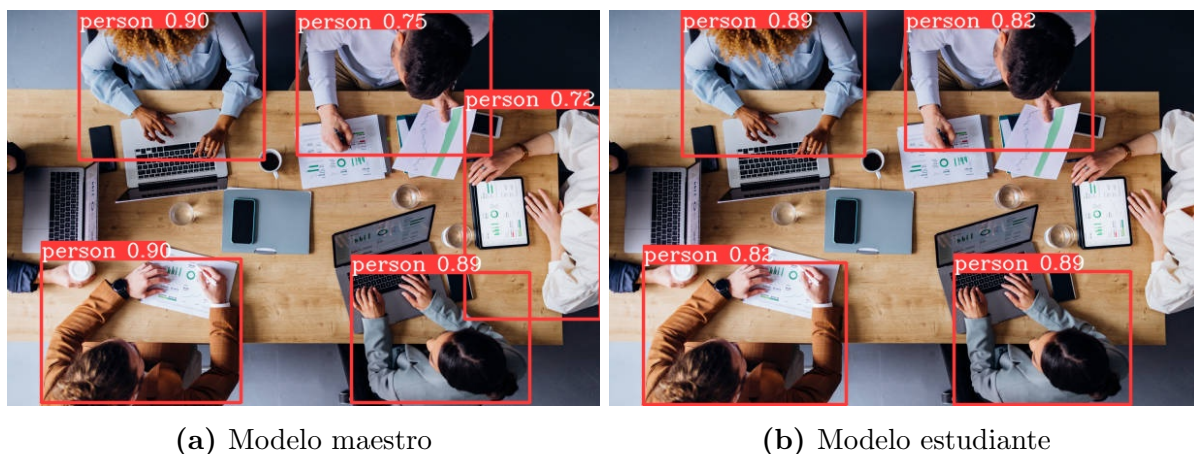 person 0.90
person 0.75
person 0.72
person 0.90
person 0.89
person 0.89
person 0.82
person 0.82
person 0.89
(a) Modelo maestro
(b) Modelo estudiante